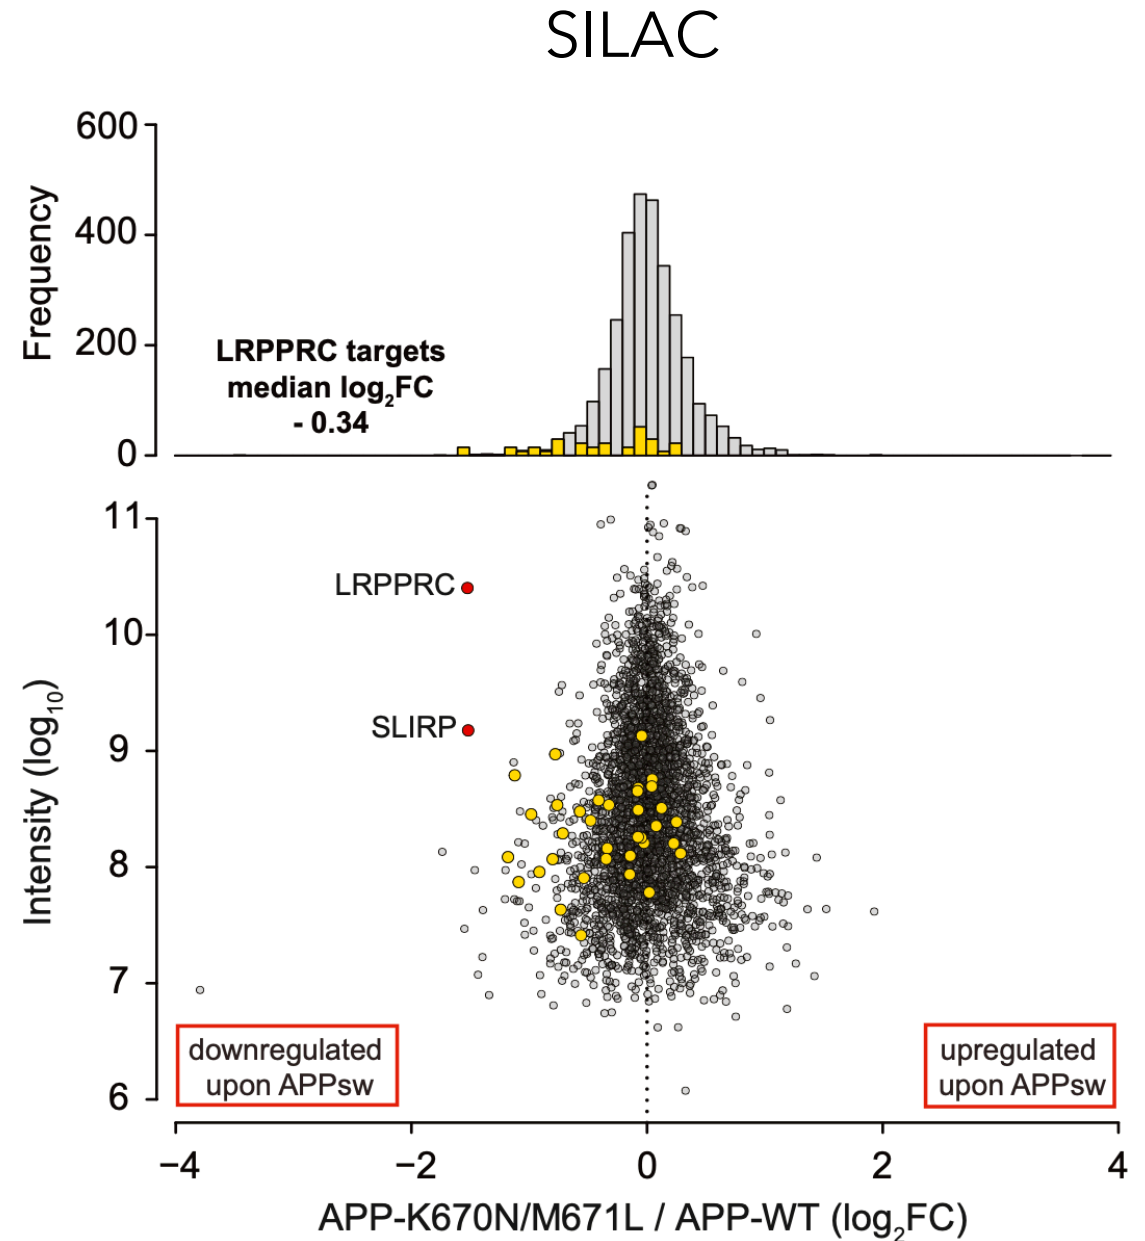 SILAC
600
400
200
0
Frequency
LRPPRC targets
median log₂FC
- 0.34
11
10
9
8
7
6
Intensity (log₁₀)
LRPPRC
SLIRP
downregulated
upon APPsw
upregulated
upon APPsw
−4
−2
0
2
4
APP-K670N/M671L / APP-WT (log₂FC)